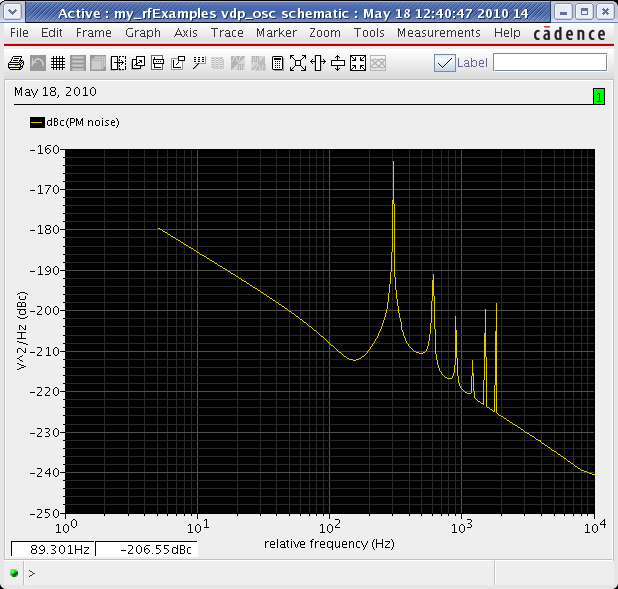 Active : my_rfExamples vdp_osc schematic : May 18 12:40:47 2010 14
File Edit Frame Graph Axis Trace Marker Zoom Tools Measurements Help cādence
Label
May 18, 2010
1
dBc(PM noise)
-160
-170
-180
-190
-200
-210
-220
-230
-240
-250
V^2/Hz (dBc)
10^0 10^1 10^2 10^3 10^4
relative frequency (Hz)
89.301Hz -206.55dBc
>